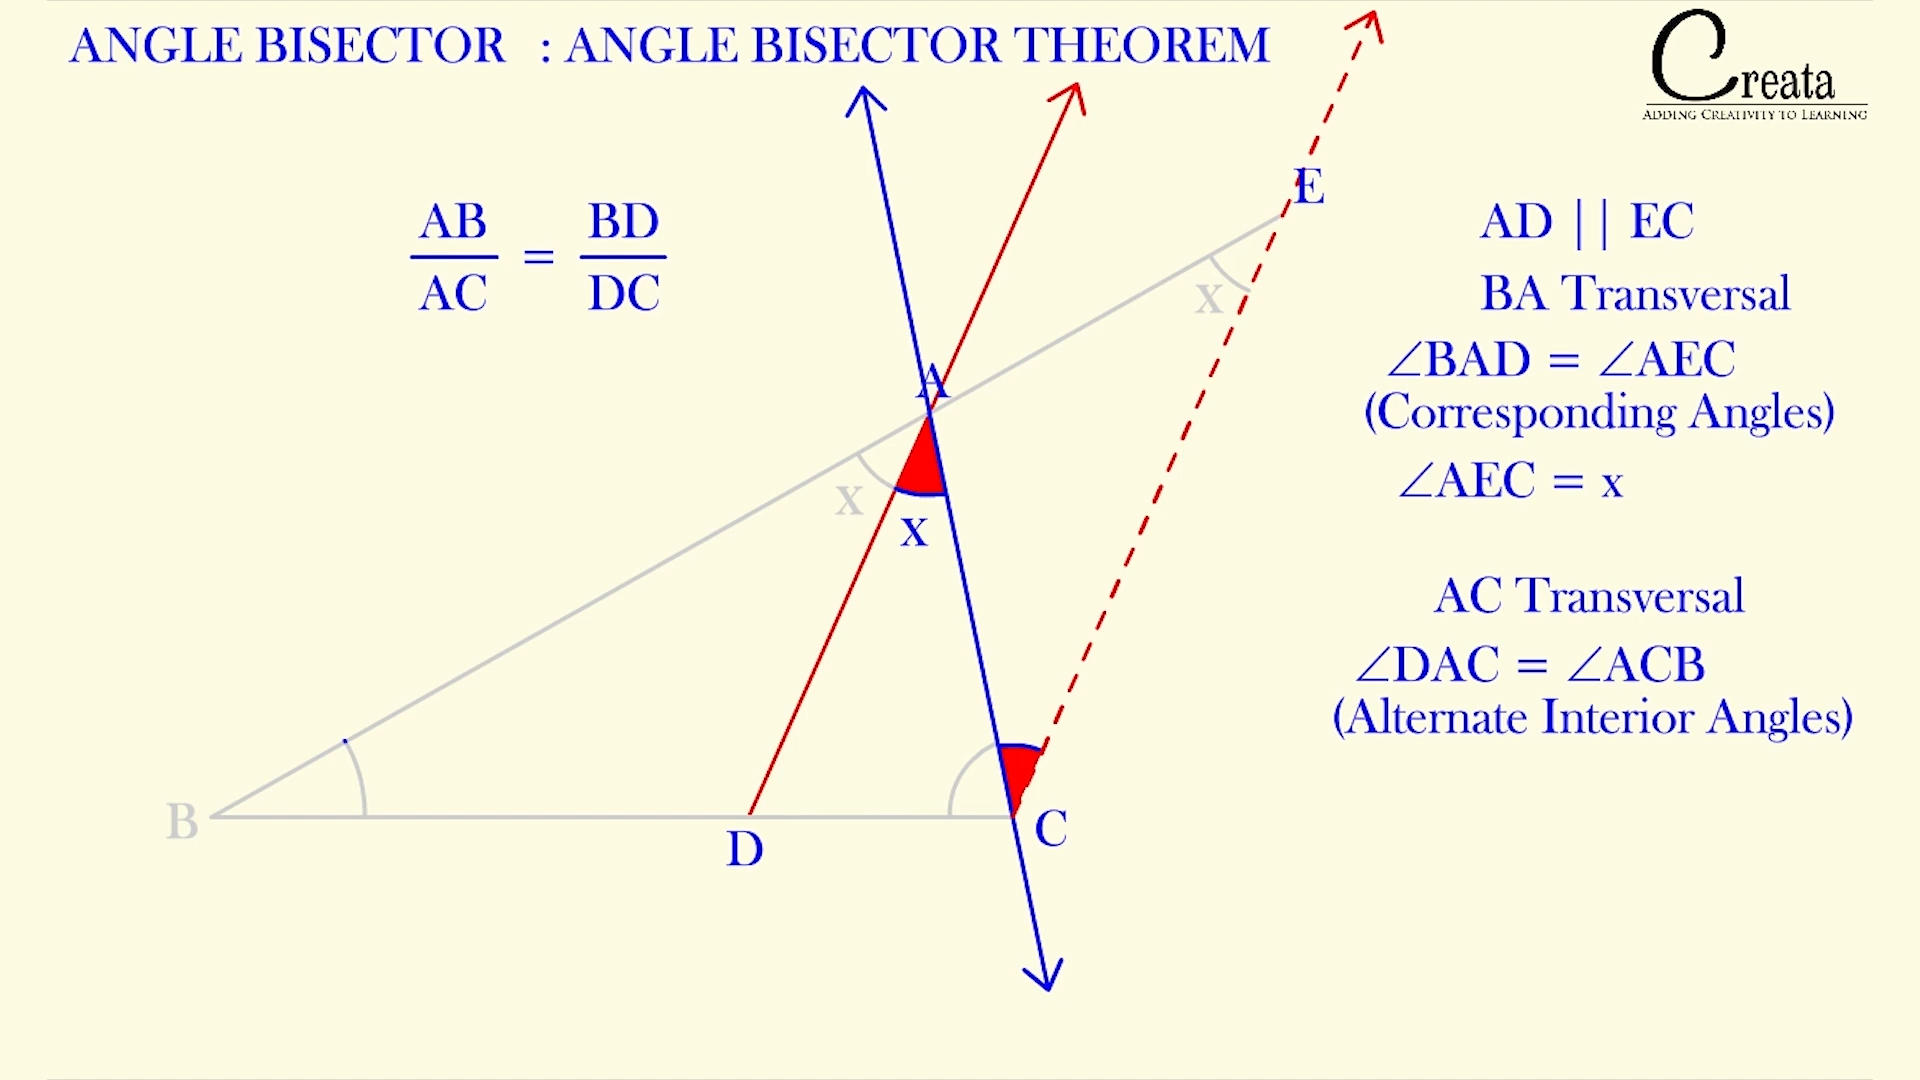 ANGLE BISECTOR : ANGLE BISECTOR THEOREM
Creata
ADDING CREATIVITY TO LEARNING
AB/AC = BD/DC
E
A
x
x
x
B
D
C
AD || EC
BA Transversal
∠BAD = ∠AEC
(Corresponding Angles)
∠AEC = x
AC Transversal
∠DAC = ∠ACB
(Alternate Interior Angles)